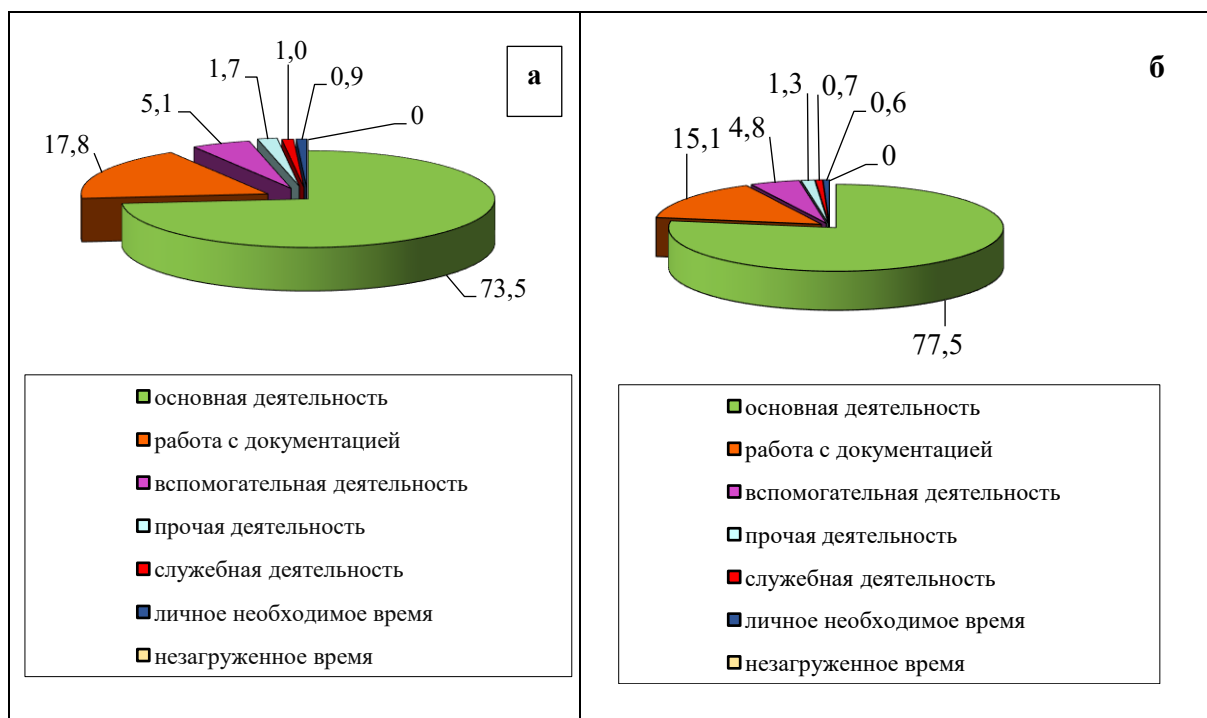 а
1,0
1,7
0,9
5,1
0
17,8
73,5
основная деятельность
работа с документацией
вспомогательная деятельность
прочая деятельность
служебная деятельность
личное необходимое время
незагруженное время
б
1,3
0,7
0,6
4,8
15,1
0
77,5
основная деятельность
работа с документацией
вспомогательная деятельность
прочая деятельность
служебная деятельность
личное необходимое время
незагруженное время